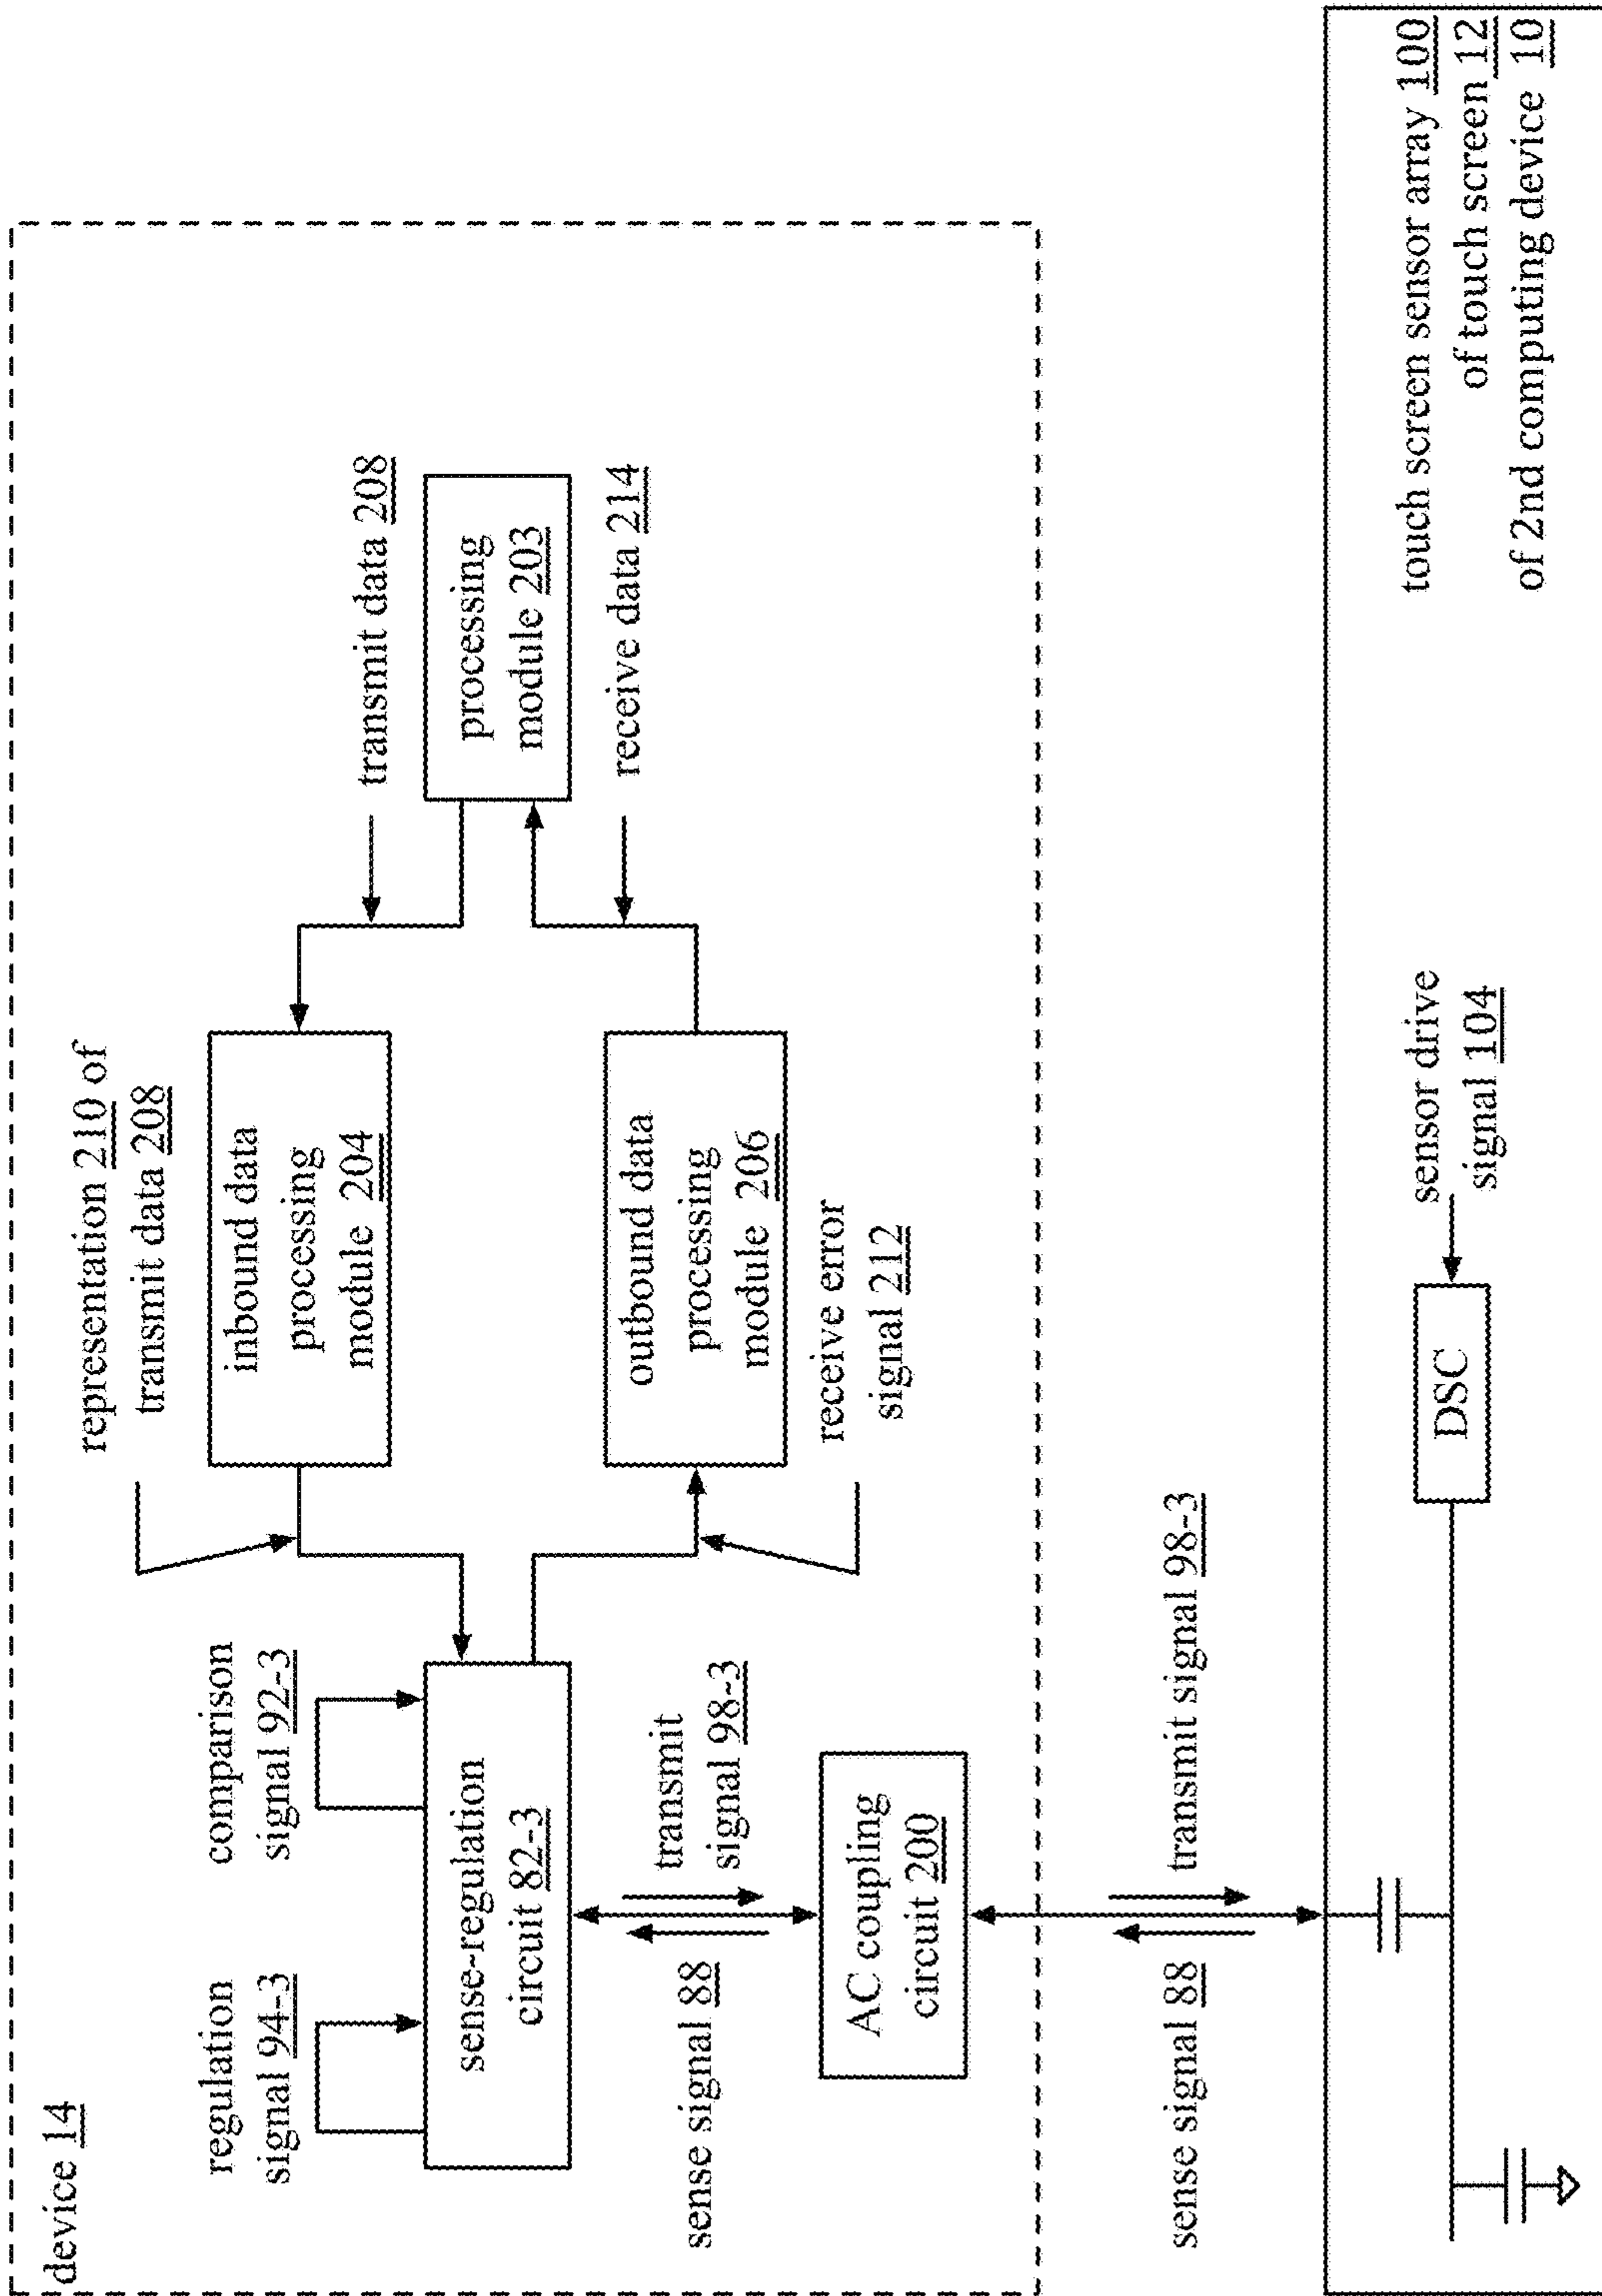 device 14
representation 210 of
transmit data 208
regulation
signal 94-3
comparison
signal 92-3
inbound data
processing
module 204
transmit data 208
sense-regulation
circuit 82-3
processing
module 203
receive data 214
outbound data
processing
module 206
receive error
signal 212
sense signal 88
transmit
signal 98-3
AC coupling
circuit 200
sense signal 88
transmit signal 98-3
DSC
sensor drive
signal 104
touch screen sensor array 100
of touch screen 12
of 2nd computing device 10